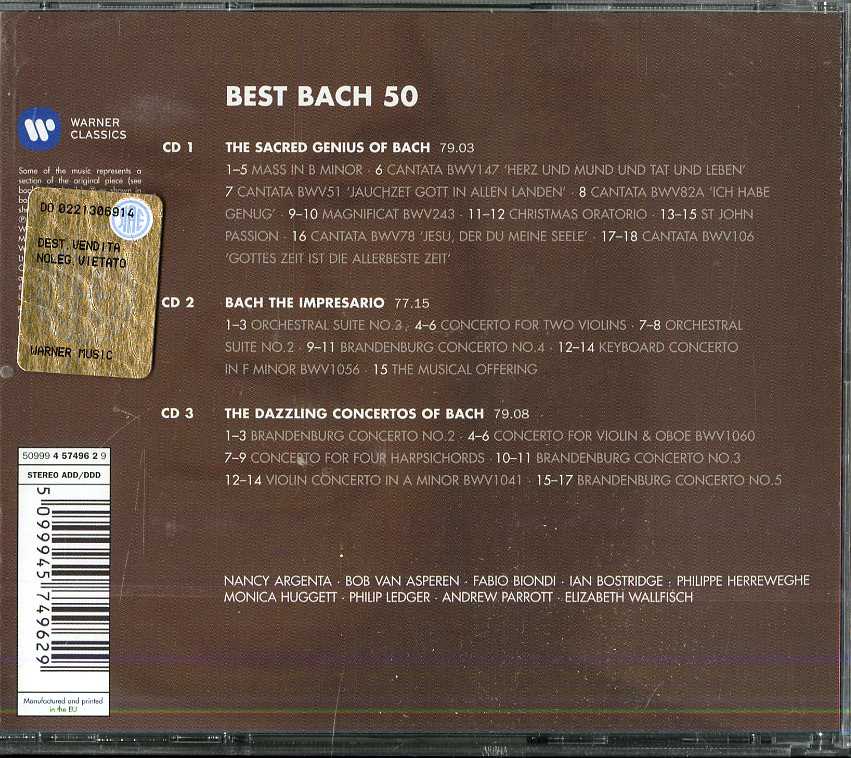 BEST BACH 50
WARNER
CLASSICS
Some of the music represents a
section of the original piece (see
CD 1 THE SACRED GENIUS OF BACH 79.03
1–5 MASS IN B MINOR · 6 CANTATA BWV147 ‘HERZ UND MUND UND TAT UND LEBEN’
7 CANTATA BWV51 ‘JAUCHZET GOTT IN ALLEN LANDEN’ · 8 CANTATA BWV82A ‘ICH HABE
GENUG’ · 9–10 MAGNIFICAT BWV243 · 11–12 CHRISTMAS ORATORIO · 13–15 ST JOHN
PASSION · 16 CANTATA BWV78 ‘JESU, DER DU MEINE SEELE’ · 17–18 CANTATA BWV106
‘GOTTES ZEIT IST DIE ALLERBESTE ZEIT’
DO 0221306914
DEST.VENDITA
NOLEG.VIETATO
WARNER MUSIC
CD 2 BACH THE IMPRESARIO 77.15
1–3 ORCHESTRAL SUITE NO.3 · 4–6 CONCERTO FOR TWO VIOLINS · 7–8 ORCHESTRAL
SUITE NO.2 · 9–11 BRANDENBURG CONCERTO NO.4 · 12–14 KEYBOARD CONCERTO
IN F MINOR BWV1056 · 15 THE MUSICAL OFFERING
CD 3 THE DAZZLING CONCERTOS OF BACH 79.08
1–3 BRANDENBURG CONCERTO NO.2 · 4–6 CONCERTO FOR VIOLIN & OBOE BWV1060
7–9 CONCERTO FOR FOUR HARPSICHORDS · 10–11 BRANDENBURG CONCERTO NO.3
12–14 VIOLIN CONCERTO IN A MINOR BWV1041 · 15–17 BRANDENBURG CONCERTO NO.5
50999 4 57496 2 9
STEREO ADD/DDD
5 099945 749629
NANCY ARGENTA · BOB VAN ASPEREN · FABIO BIONDI · IAN BOSTRIDGE · PHILIPPE HERREWEGHE
MONICA HUGGETT · PHILIP LEDGER · ANDREW PARROTT · ELIZABETH WALLFISCH
Manufactured and printed
in the EU